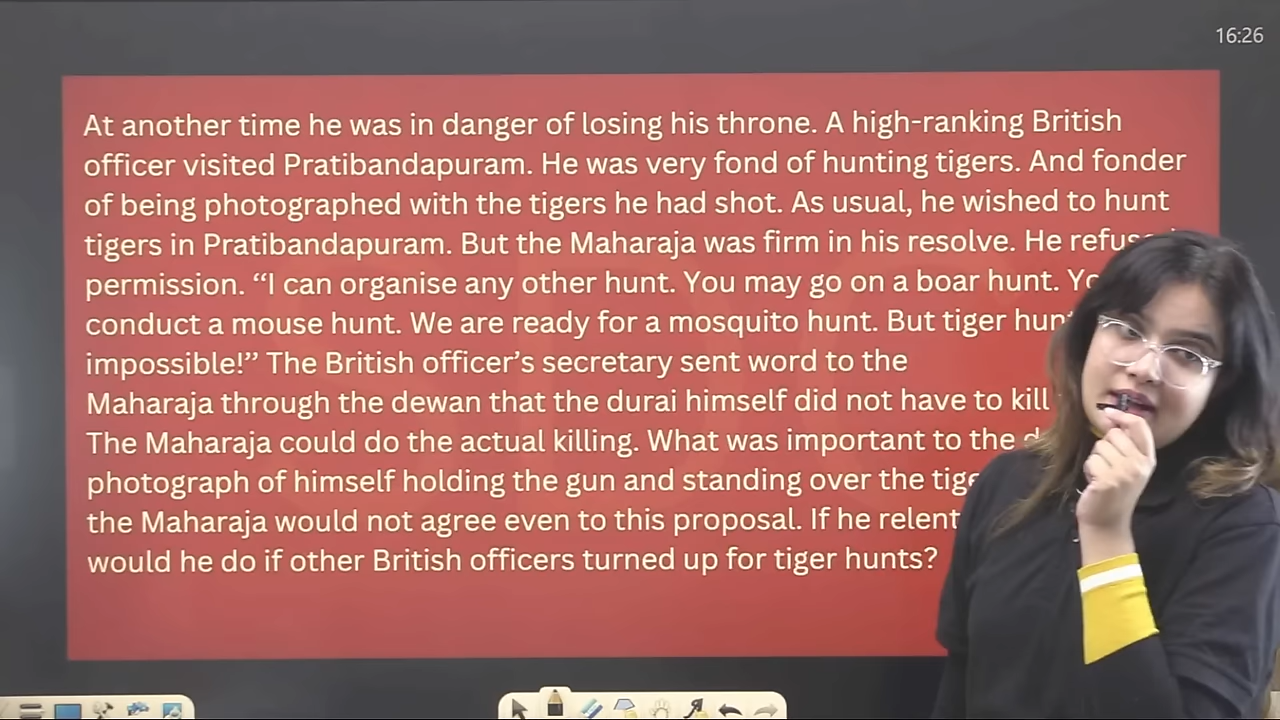 16:26
At another time he was in danger of losing his throne. A high-ranking British
officer visited Pratibandapuram. He was very fond of hunting tigers. And fonder
of being photographed with the tigers he had shot. As usual, he wished to hunt
tigers in Pratibandapuram. But the Maharaja was firm in his resolve. He
permission. “I can organise any other hunt. You may go on a boar hunt.
conduct a mouse hunt. We are ready for a mosquito hunt. But tiger
impossible!” The British officer’s secretary sent word to the
Maharaja through the dewan that the durai himself did not have to kill
The Maharaja could do the actual killing. What was important to the
photograph of himself holding the gun and standing over the
the Maharaja would not agree even to this proposal. If he
would he do if other British officers turned up for tiger hunts?